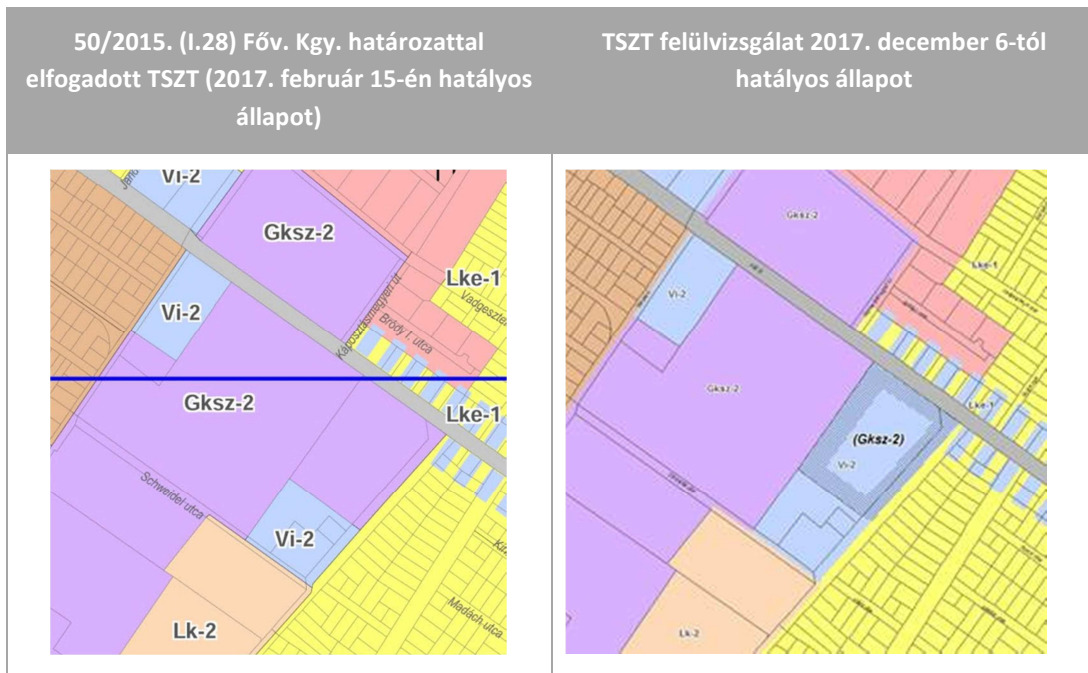 50/2015. (I.28) Főv. Kgy. határozattal
elfogadott TSZT (2017. február 15-én hatályos
állapot)
TSZT felülvizsgálat 2017. december 6-tól
hatályos állapot
Vi-2
Gksz-2
Lke-1
Vadgeszter
Káposztásmegyeri út
Bródy I. utca
Vi-2
Gksz-2
Lke-1
Schweidel utca
Vi-2
Madách utca
Lk-2
Gksz-2
Lke-1
Vi-2
Gksz-2
(Gksz-2)
Vi-2
Lk-2